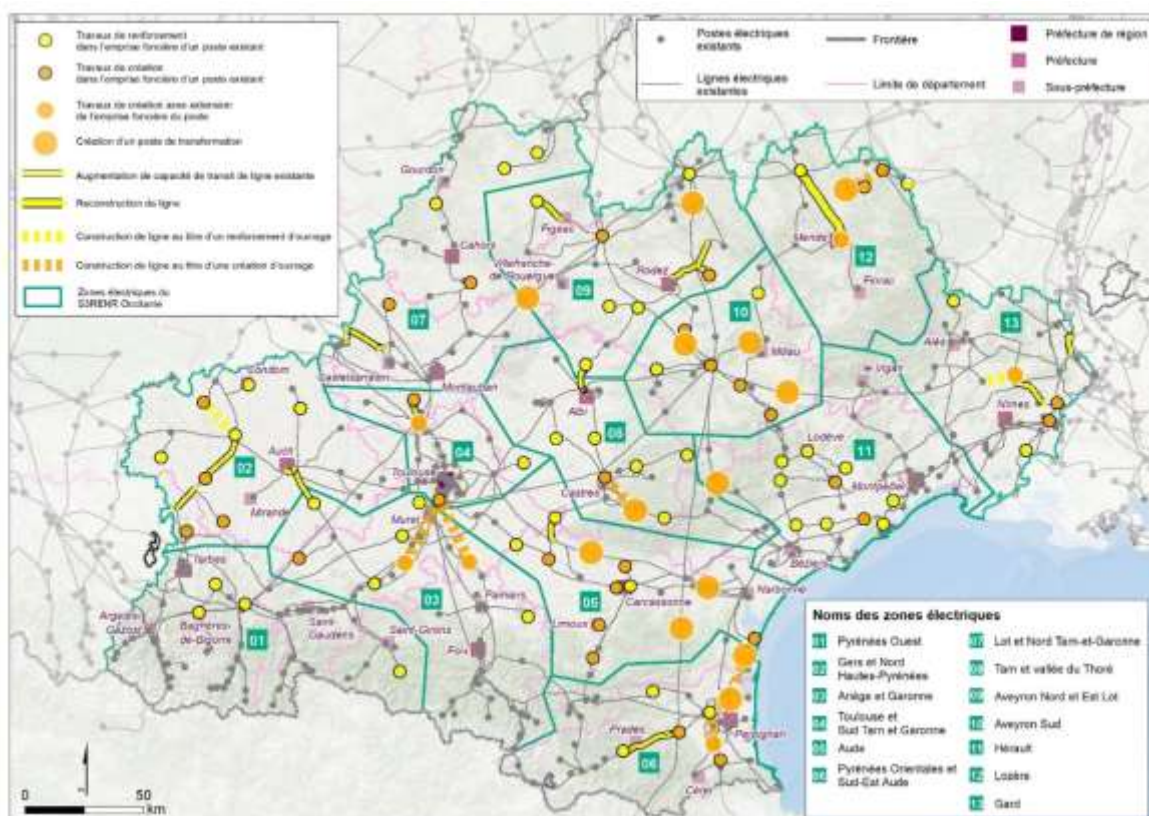 Travaux de renforcement
dans l'emprise foncière d'un poste existant
Travaux de création
dans l'emprise foncière d'un poste existant
Travaux de création avec extension
de l'emprise foncière du poste
Création d'un poste de transformation
Augmentation de capacité de transit de ligne existante
Reconstruction de ligne
Construction de ligne au titre d'un renforcement d'ouvrage
Construction de ligne au titre d'une création d'ouvrage
Zones électriques du
S3REnR Occitanie
Postes électriques
existants
Lignes électriques
existantes
Frontière
Limite de département
Préfecture de région
Préfecture
Sous-préfecture
Gourdon
Cahors
Figeac
Villefranche-
de-Rouergue
Rodez
Mende
Florac
12
09
07
10
13
Alès
Millau
Vigan
Nîmes
Condom
Castelsarrasin
Montauban
Albi
08
Lodève
11
Montpellier
Auch
02
04
Toulouse
Castres
Mirande
Muret
Béziers
Tarbes
Narbonne
Carcassonne
05
03
Pamiers
Limoux
Argelès-
Gazost
Bagnères-
de-Bigorre
01
Saint-
Gaudens
Saint-Girons
Foix
Prades
Perpignan
06
Céret
0
50
km
Noms des zones électriques
01 Pyrénées Ouest
02 Gers et Nord
Hautes-Pyrénées
03 Ariège et Garonne
04 Toulouse et
Sud Tarn et Garonne
05 Aude
06 Pyrénées Orientales et
Sud-Est Aude
07 Lot et Nord Tarn-et-Garonne
08 Tarn et vallée du Thoré
09 Aveyron Nord et Est Lot
10 Aveyron Sud
11 Hérault
12 Lozère
13 Gard